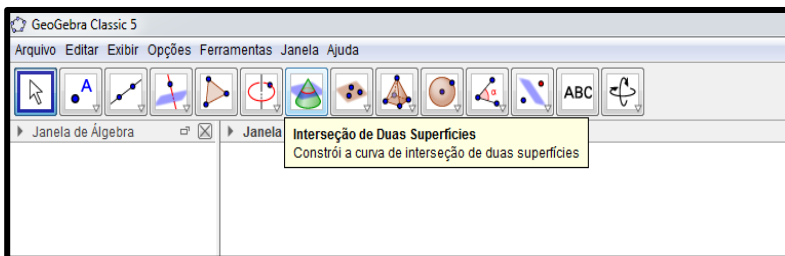 GeoGebra Classic 5
Arquivo Editar Exibir Opções Ferramentas Janela Ajuda
A
α
ABC
Janela de Álgebra
Janela
Interseção de Duas Superfícies
Constrói a curva de interseção de duas superfícies